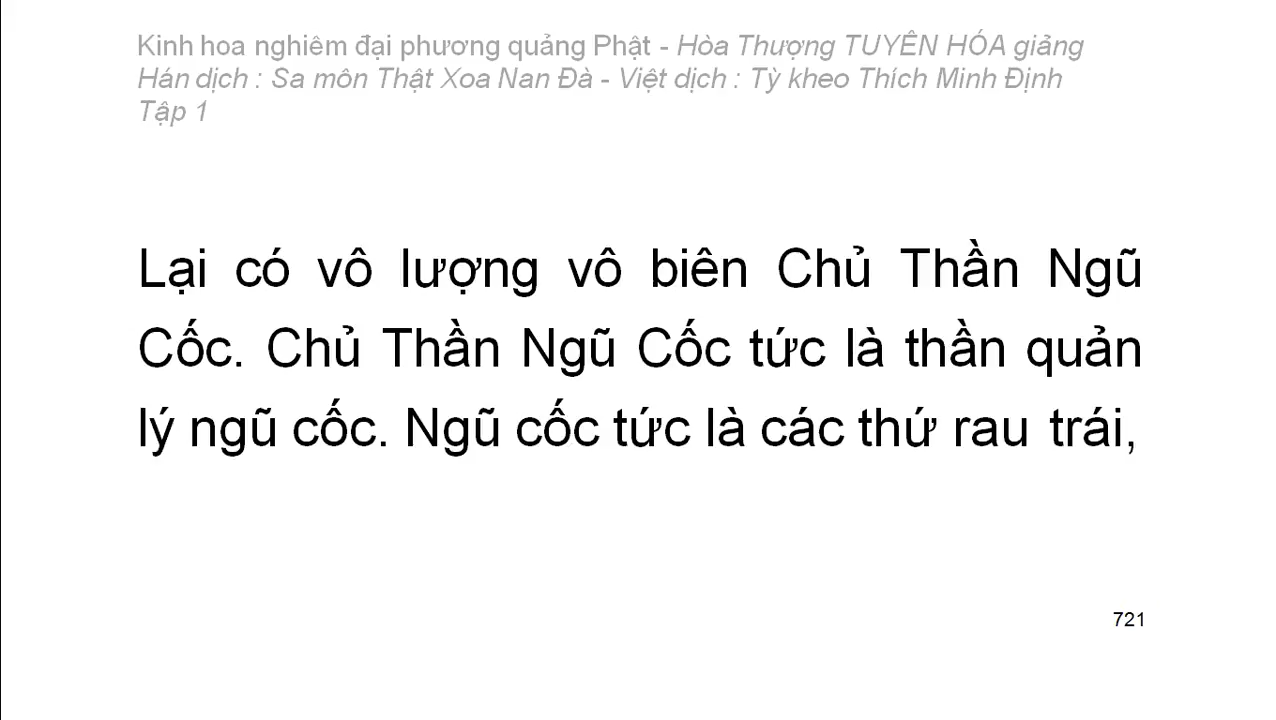 Kinh hoa nghiêm đại phương quảng Phật - Hòa Thượng TUYÊN HÓA giảng
Hán dịch : Sa môn Thật Xoa Nan Đà - Việt dịch : Tỳ kheo Thích Minh Định
Tập 1
Lại có vô lượng vô biên Chủ Thần Ngũ
Cốc. Chủ Thần Ngũ Cốc tức là thần quản
lý ngũ cốc. Ngũ cốc tức là các thứ rau trái,
721